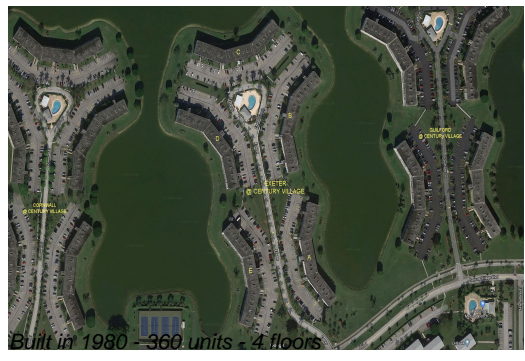 C
B
D
GUILFORD
@ CENTURY VILLAGE
EXETER
@ CENTURY VILLAGE
CORNWALL
@ CENTURY VILLAGE
A
E
Built in 1980 - 360 units - 4 floors